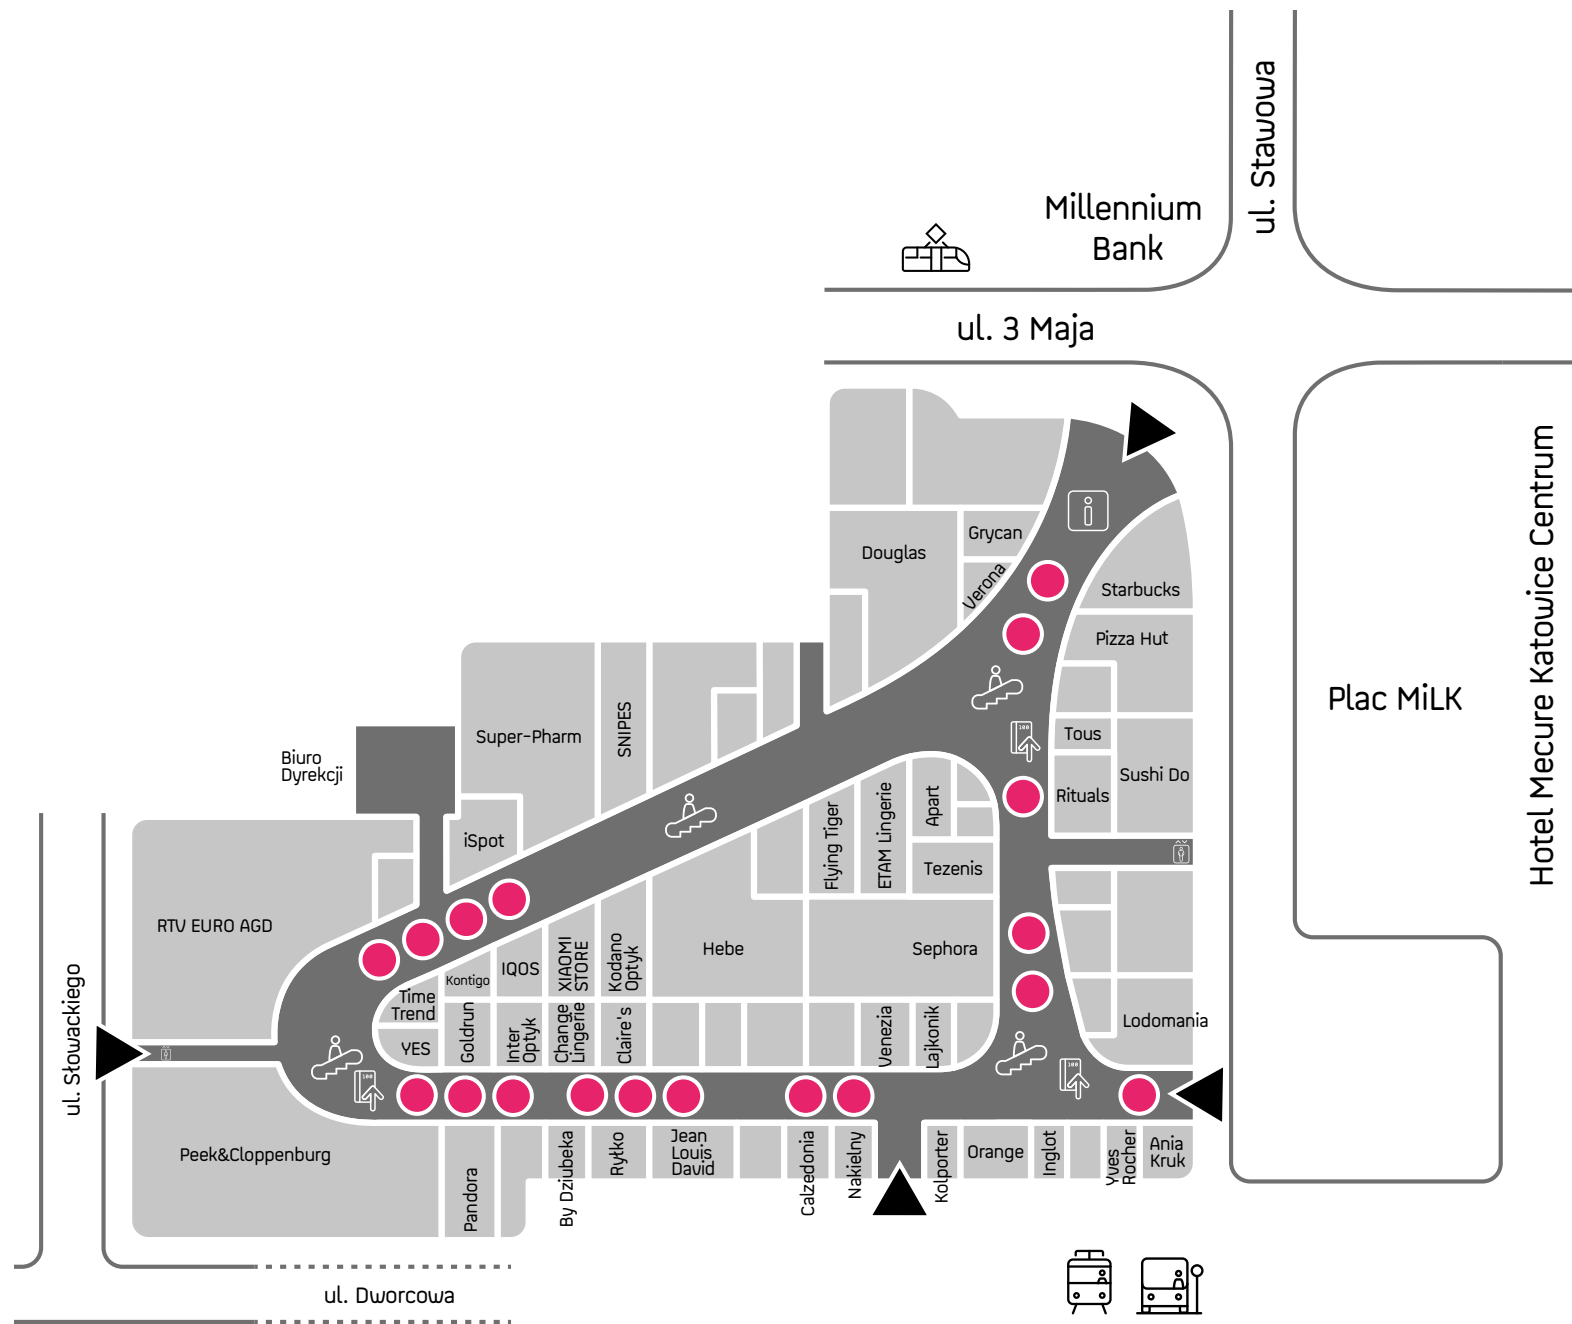 ul. Stawowa
Millennium
Bank
ul. 3 Maja
Hotel Mecure Katowice Centrum
Plac MiLK
Grycan
Douglas
Verona
Starbucks
Pizza Hut
Tous
Sushi Do
Rituals
100
SNIPES
Super-Pharm
Biuro
Dyrekcji
iSpot
Flying Tiger
ETAM Lingerie
Apart
Tezenis
RTV EURO AGD
Hebe
Sephora
Kontigo
IQOS
XIAOMI
STORE
Kodano
Optyk
Time
Trend
YES
Goldrun
Inter
Optyk
Change
Lingerie
Claire's
Venezia
Lajkonik
Lodomania
ul. Słowackiego
100
100
Peek&Cloppenburg
Pandora
By Dziubeka
Ryłko
Jean
Louis
David
Calzedonia
Nakielny
Kolporter
Orange
Inglot
Yves
Rocher
Ania
Kruk
ul. Dworcowa